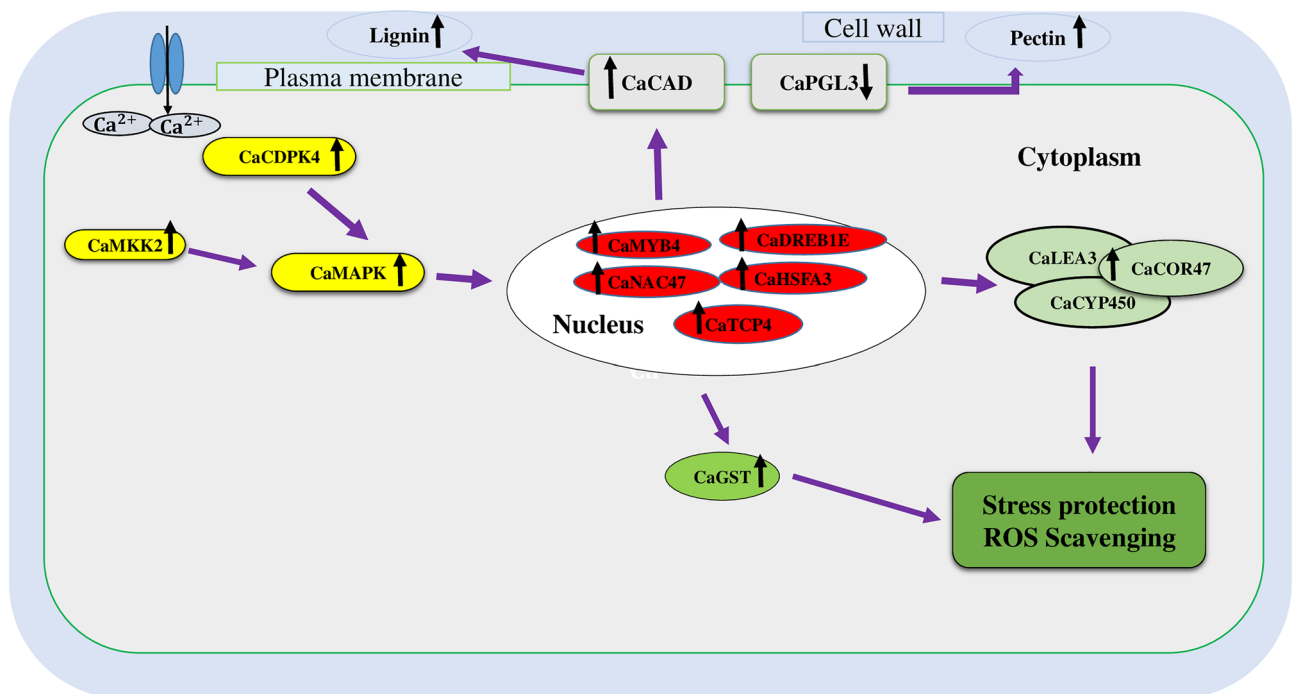 Lignin
Cell wall
Pectin
Plasma membrane
CaCAD
CaPGL3
Ca²⁺
Ca²⁺
CaCDPK4
Cytoplasm
CaMKK2
CaMAPK
CaMYB4
CaDREB1E
CaNAC47
CaHSFA3
CaTCP4
Nucleus
Ca
CaLEA3
CaCOR47
CaCYP450
CaGST
Stress protection
ROS Scavenging